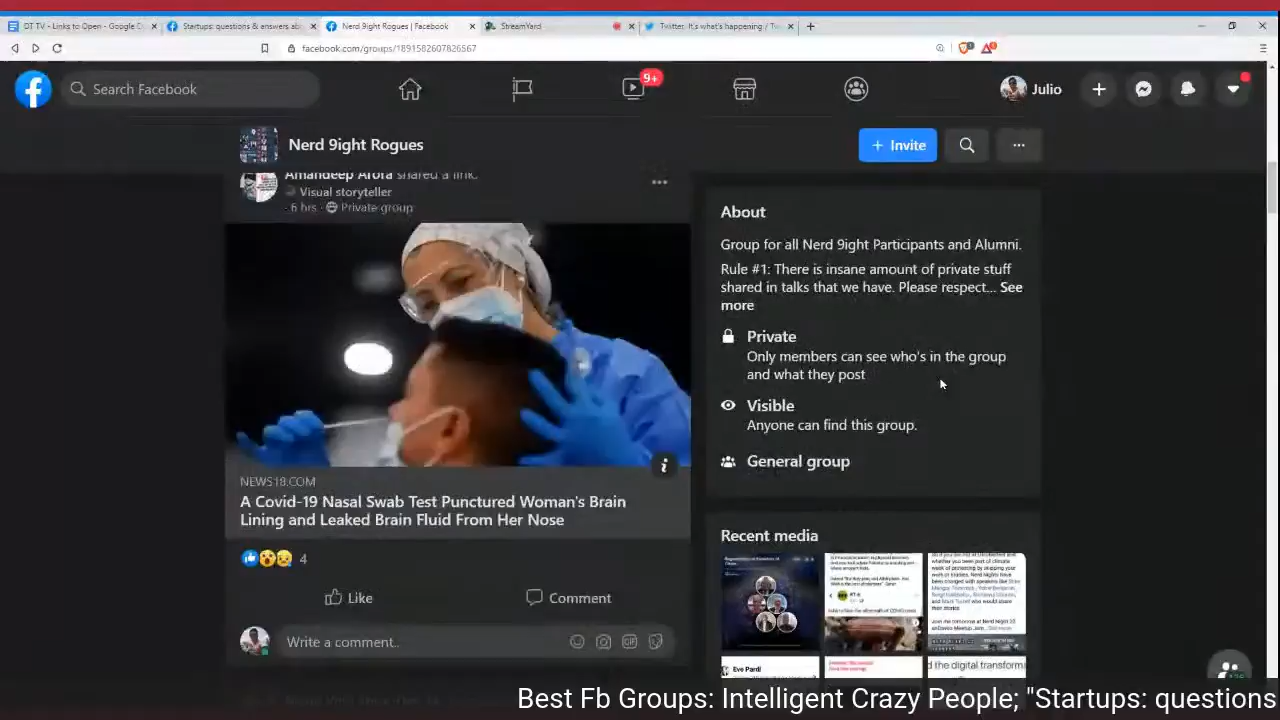 DT TV - Links to Open - Google
Startups: questions & answers abo
Nerd 9ight Rogues | Facebook
StreamYard
Twitter. It's what's happening / Tw
facebook.com/groups/1891582607826567
Search Facebook
9+
Julio
Nerd 9ight Rogues
+ Invite
Amandeep Arora shared a link.
Visual storyteller
· 6 hrs · Private group
NEWS18.COM
A Covid-19 Nasal Swab Test Punctured Woman's Brain
Lining and Leaked Brain Fluid From Her Nose
4
Like
Comment
e a comment..
About
Group for all Nerd 9ight Participants and Alumni.
Rule #1: There is insane amount of private stuff
shared in talks that we have. Please respect... See
more
Private
Only members can see who's in the group
and what they post
Visible
Anyone can find this group.
General group
Recent media
Eve Pardi
d the digital transform
Best Fb Groups: Intelligent Crazy People; "Startups: questions